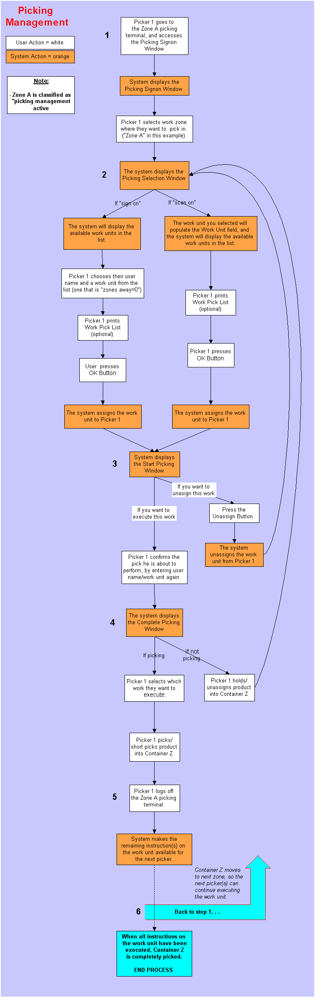 Picking
Management
User Action = white
System Action = orange
Note:
- Zone A is classified as
"picking management
active
1
Picker 1 goes to
the Zone A picking
terminal, and accesses
the Picking Signon
Window
System displays the
Picking Signon Window
Picker 1 selects work zone
where they want to pick in.
("Zone A" in this example)
2
The system displays the
Picking Selection Window
If "sign on"
If "scan on"
The system will display the
available work units in the
list.
The work unit you selected will
populate the Work Unit field, and
the system will display the available
work units in the list.
Picker 1 chooses their user
name and a work unit from the
list (one that is "zones away=0")
Picker 1 prints
Work Pick List
(optional)
Picker 1 prints
Work Pick List
(optional)
User presses
OK Button.
Picker 1 presses
OK Button.
The system assigns the work
unit to Picker 1
The system assigns the work
unit to Picker 1
3
System displays
the Start Picking
Window
If you want to
unasign this work
If you want to
execute this work
Press the
Unassign Button.
The system
unassigns the work
unit from Picker 1
Picker 1 confirms the
pick he is about to
perform, by entering user
name/work unit again
4
The system displays
the Complete Picking
Window
If picking
If not
picking
Picker 1 selects which
work they want to
execute.
Picker 1 holds/
unassigns product
into Container Z
Picker 1 picks/
short picks product
into Container Z
5
Picker 1 logs off
the Zone A picking
terminal.
System makes the
remaining instruction(s) on
the work unit available for
the next picker.
Container Z moves
to next zone, so the
next picker(s) can
continue executing
the work unit.
6
Back to step 1. . .
When all instructions on
the work unit have been
executed, Container Z
is completely picked.
END PROCESS